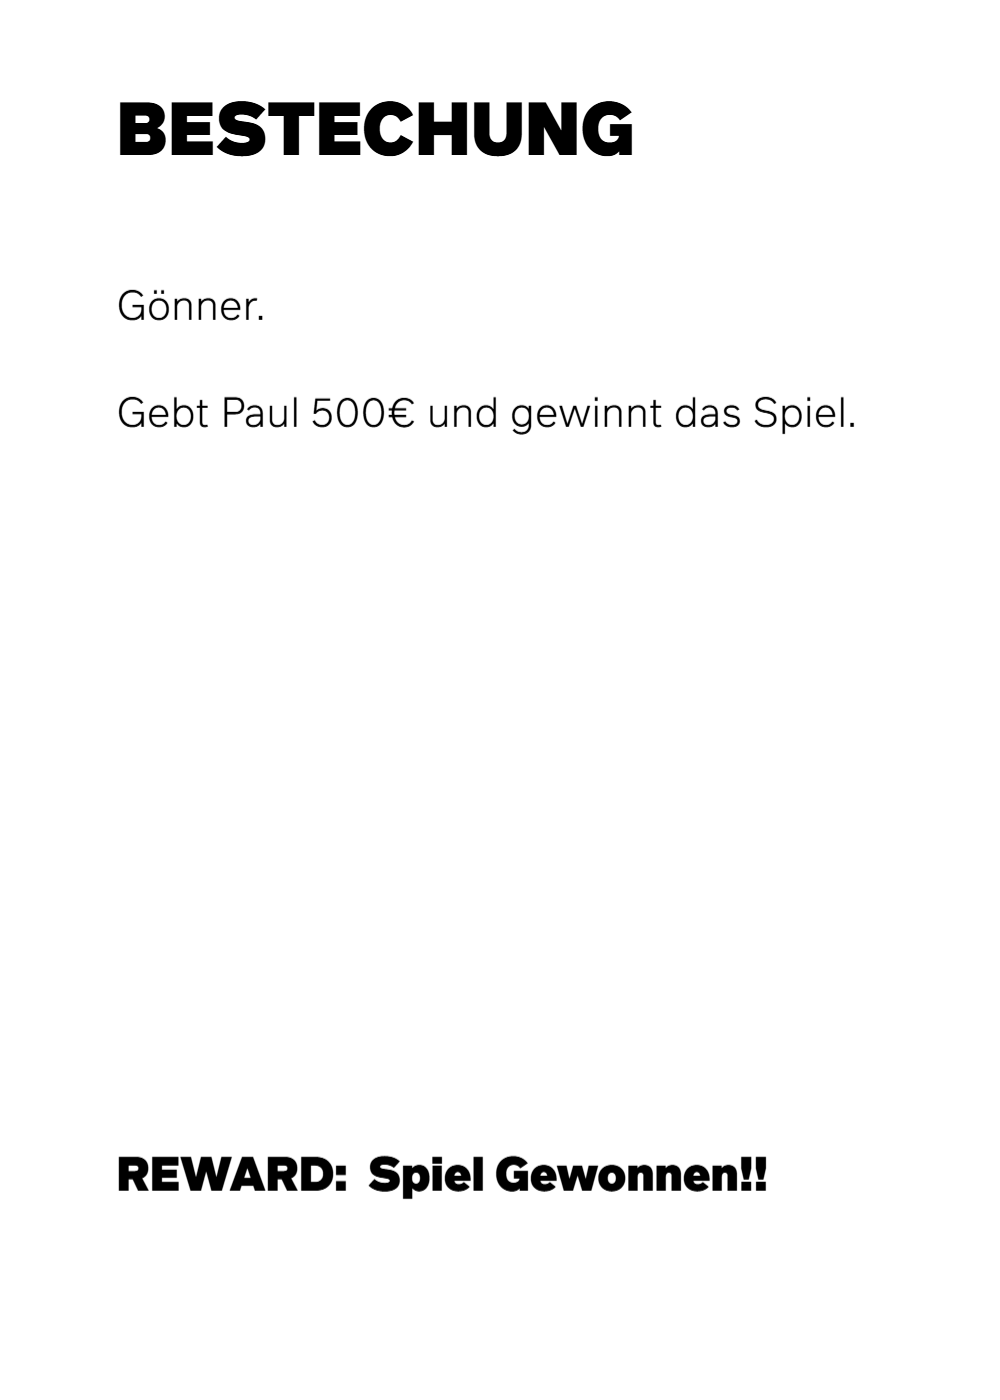 BESTECHUNG
Gönner.
Gebt Paul 500€ und gewinnt das Spiel.
REWARD: Spiel Gewonnen!!